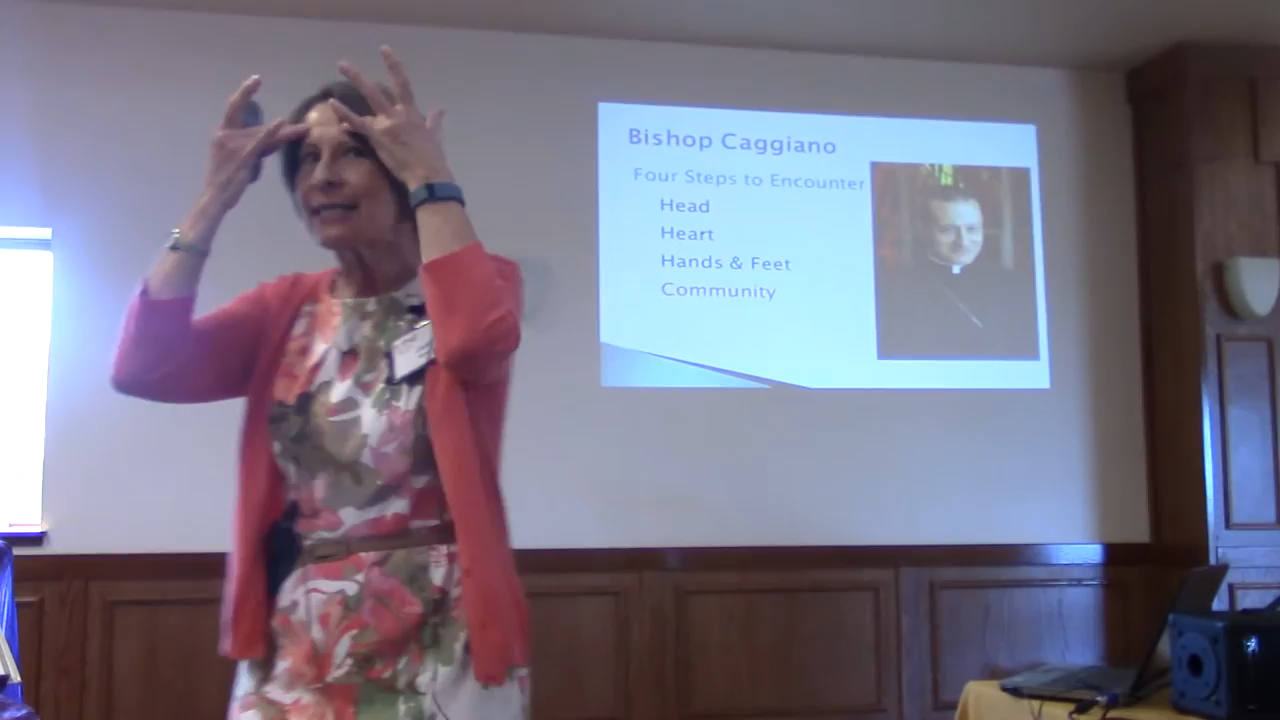 Bishop Caggiano
Four Steps to Encounter
Head
Heart
Hands & Feet
Community